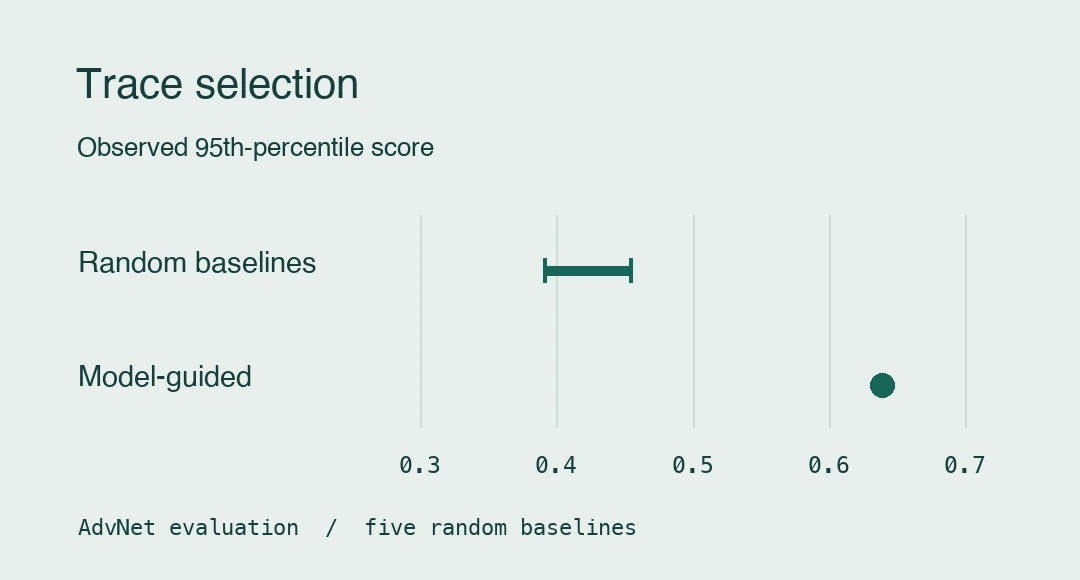 Trace selection
Observed 95th-percentile score
Random baselines
Model-guided
0.3 0.4 0.5 0.6 0.7
AdvNet evaluation / five random baselines